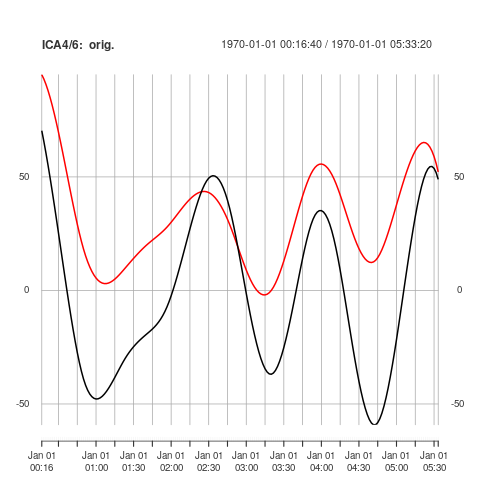 ICA4/6:  orig.
1970-01-01 00:16:40 / 1970-01-01 05:33:20
50 50
0 0
-50 -50
Jan 01 Jan 01 Jan 01 Jan 01 Jan 01 Jan 01 Jan 01 Jan 01 Jan 01 Jan 01 Jan 01
00:16 01:00 01:30 02:00 02:30 03:00 03:30 04:00 04:30 05:00 05:30